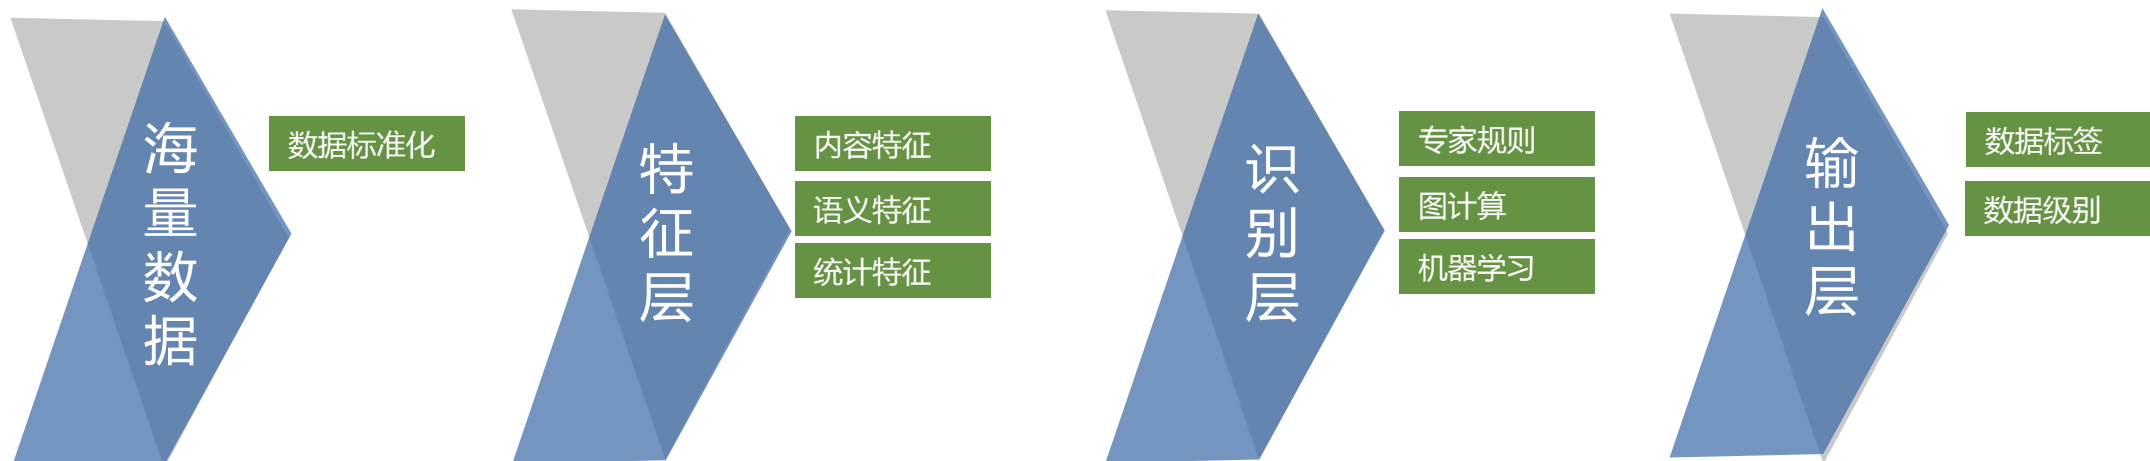 海量数据
数据标准化
特征层
内容特征
语义特征
统计特征
识别层
专家规则
图计算
机器学习
输出层
数据标签
数据级别